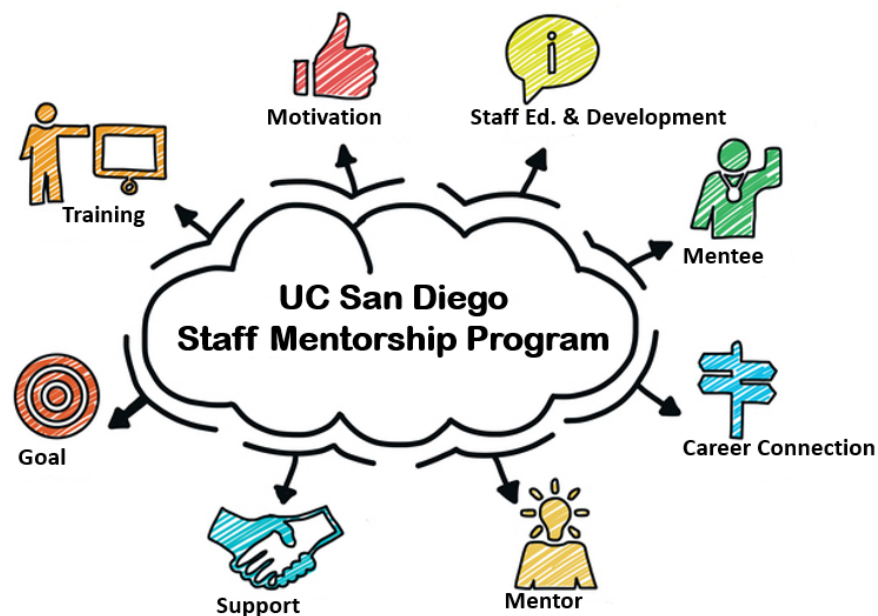 Motivation
Staff Ed. & Development
Training
Mentee
UC San Diego
Staff Mentorship Program
Goal
Career Connection
Support
Mentor